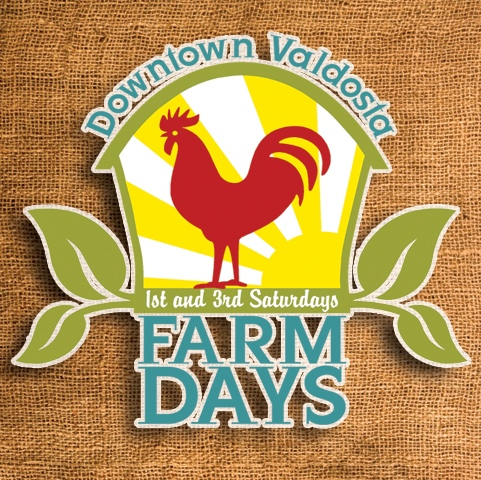 Downtown Valdosta
1st and 3rd Saturdays
FARM
DAYS